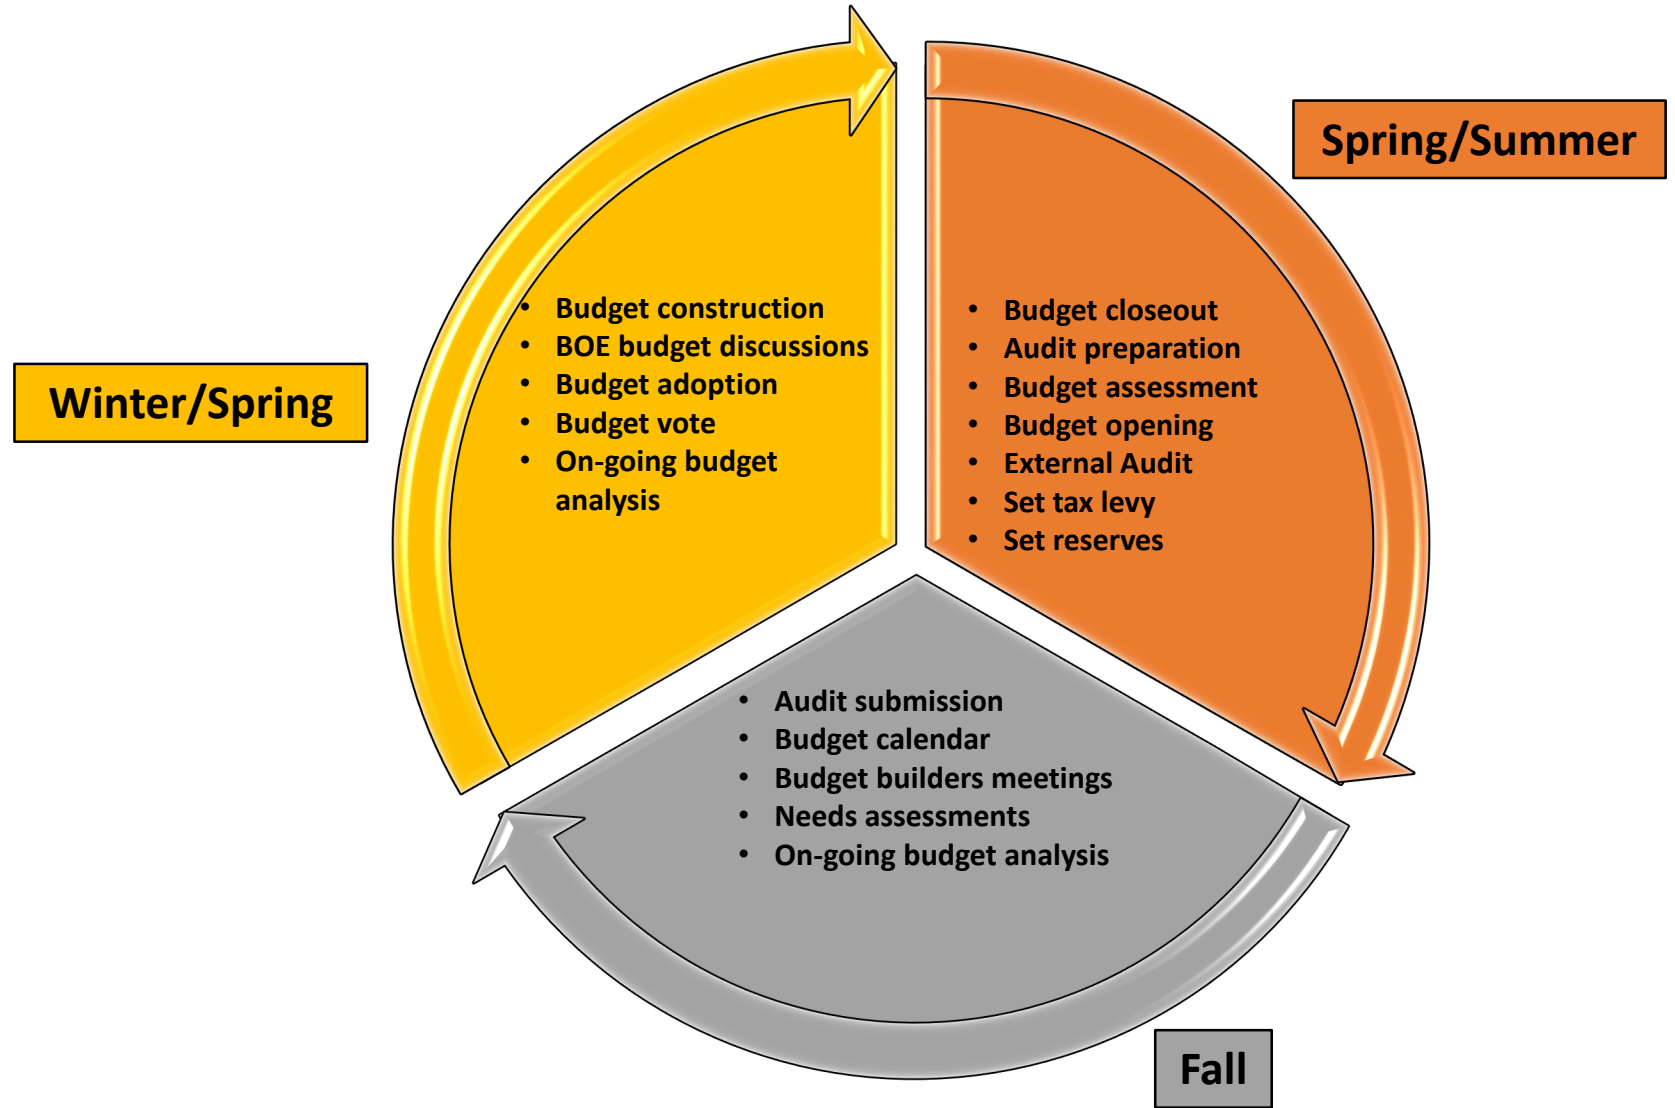 Spring/Summer
• Budget closeout
• Audit preparation
• Budget assessment
• Budget opening
• External Audit
• Set tax levy
• Set reserves
Winter/Spring
• Budget construction
• BOE budget discussions
• Budget adoption
• Budget vote
• On-going budget
analysis
• Audit submission
• Budget calendar
• Budget builders meetings
• Needs assessments
• On-going budget analysis
Fall